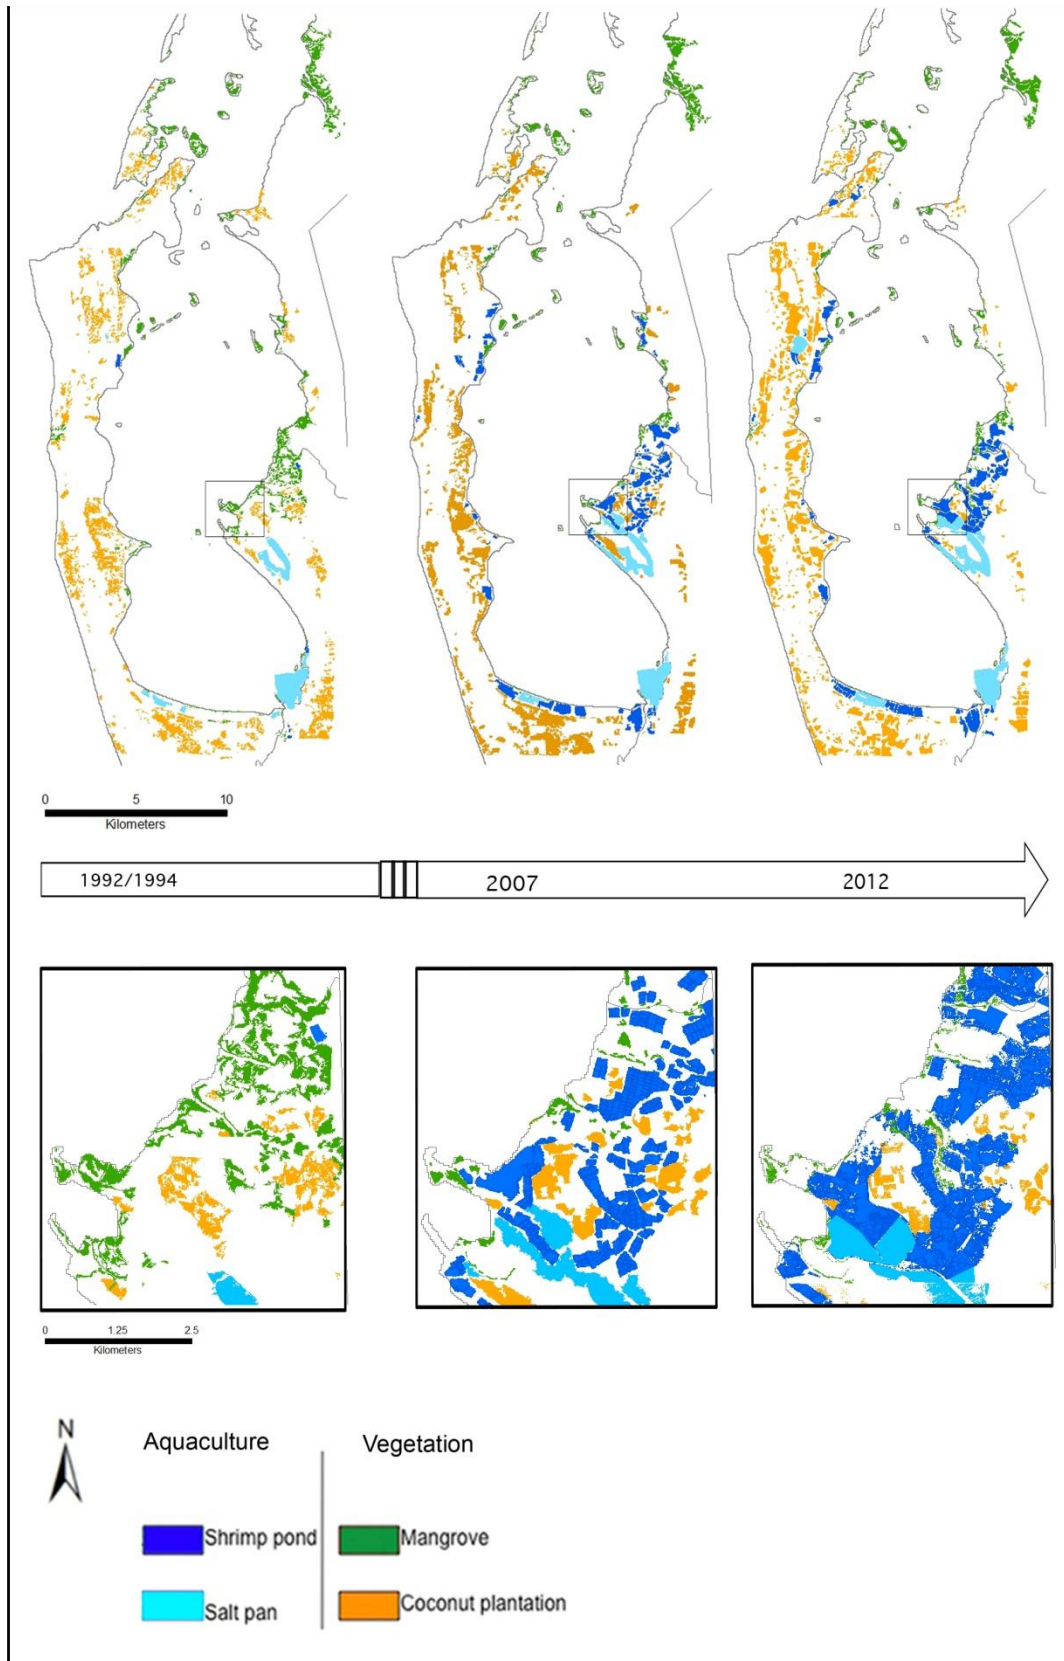 0 5 10
Kilometers
1992/1994 2007 2012
0 1.25 2.5
Kilometers
N
Aquaculture Vegetation
Shrimp pond Mangrove
Salt pan Coconut plantation